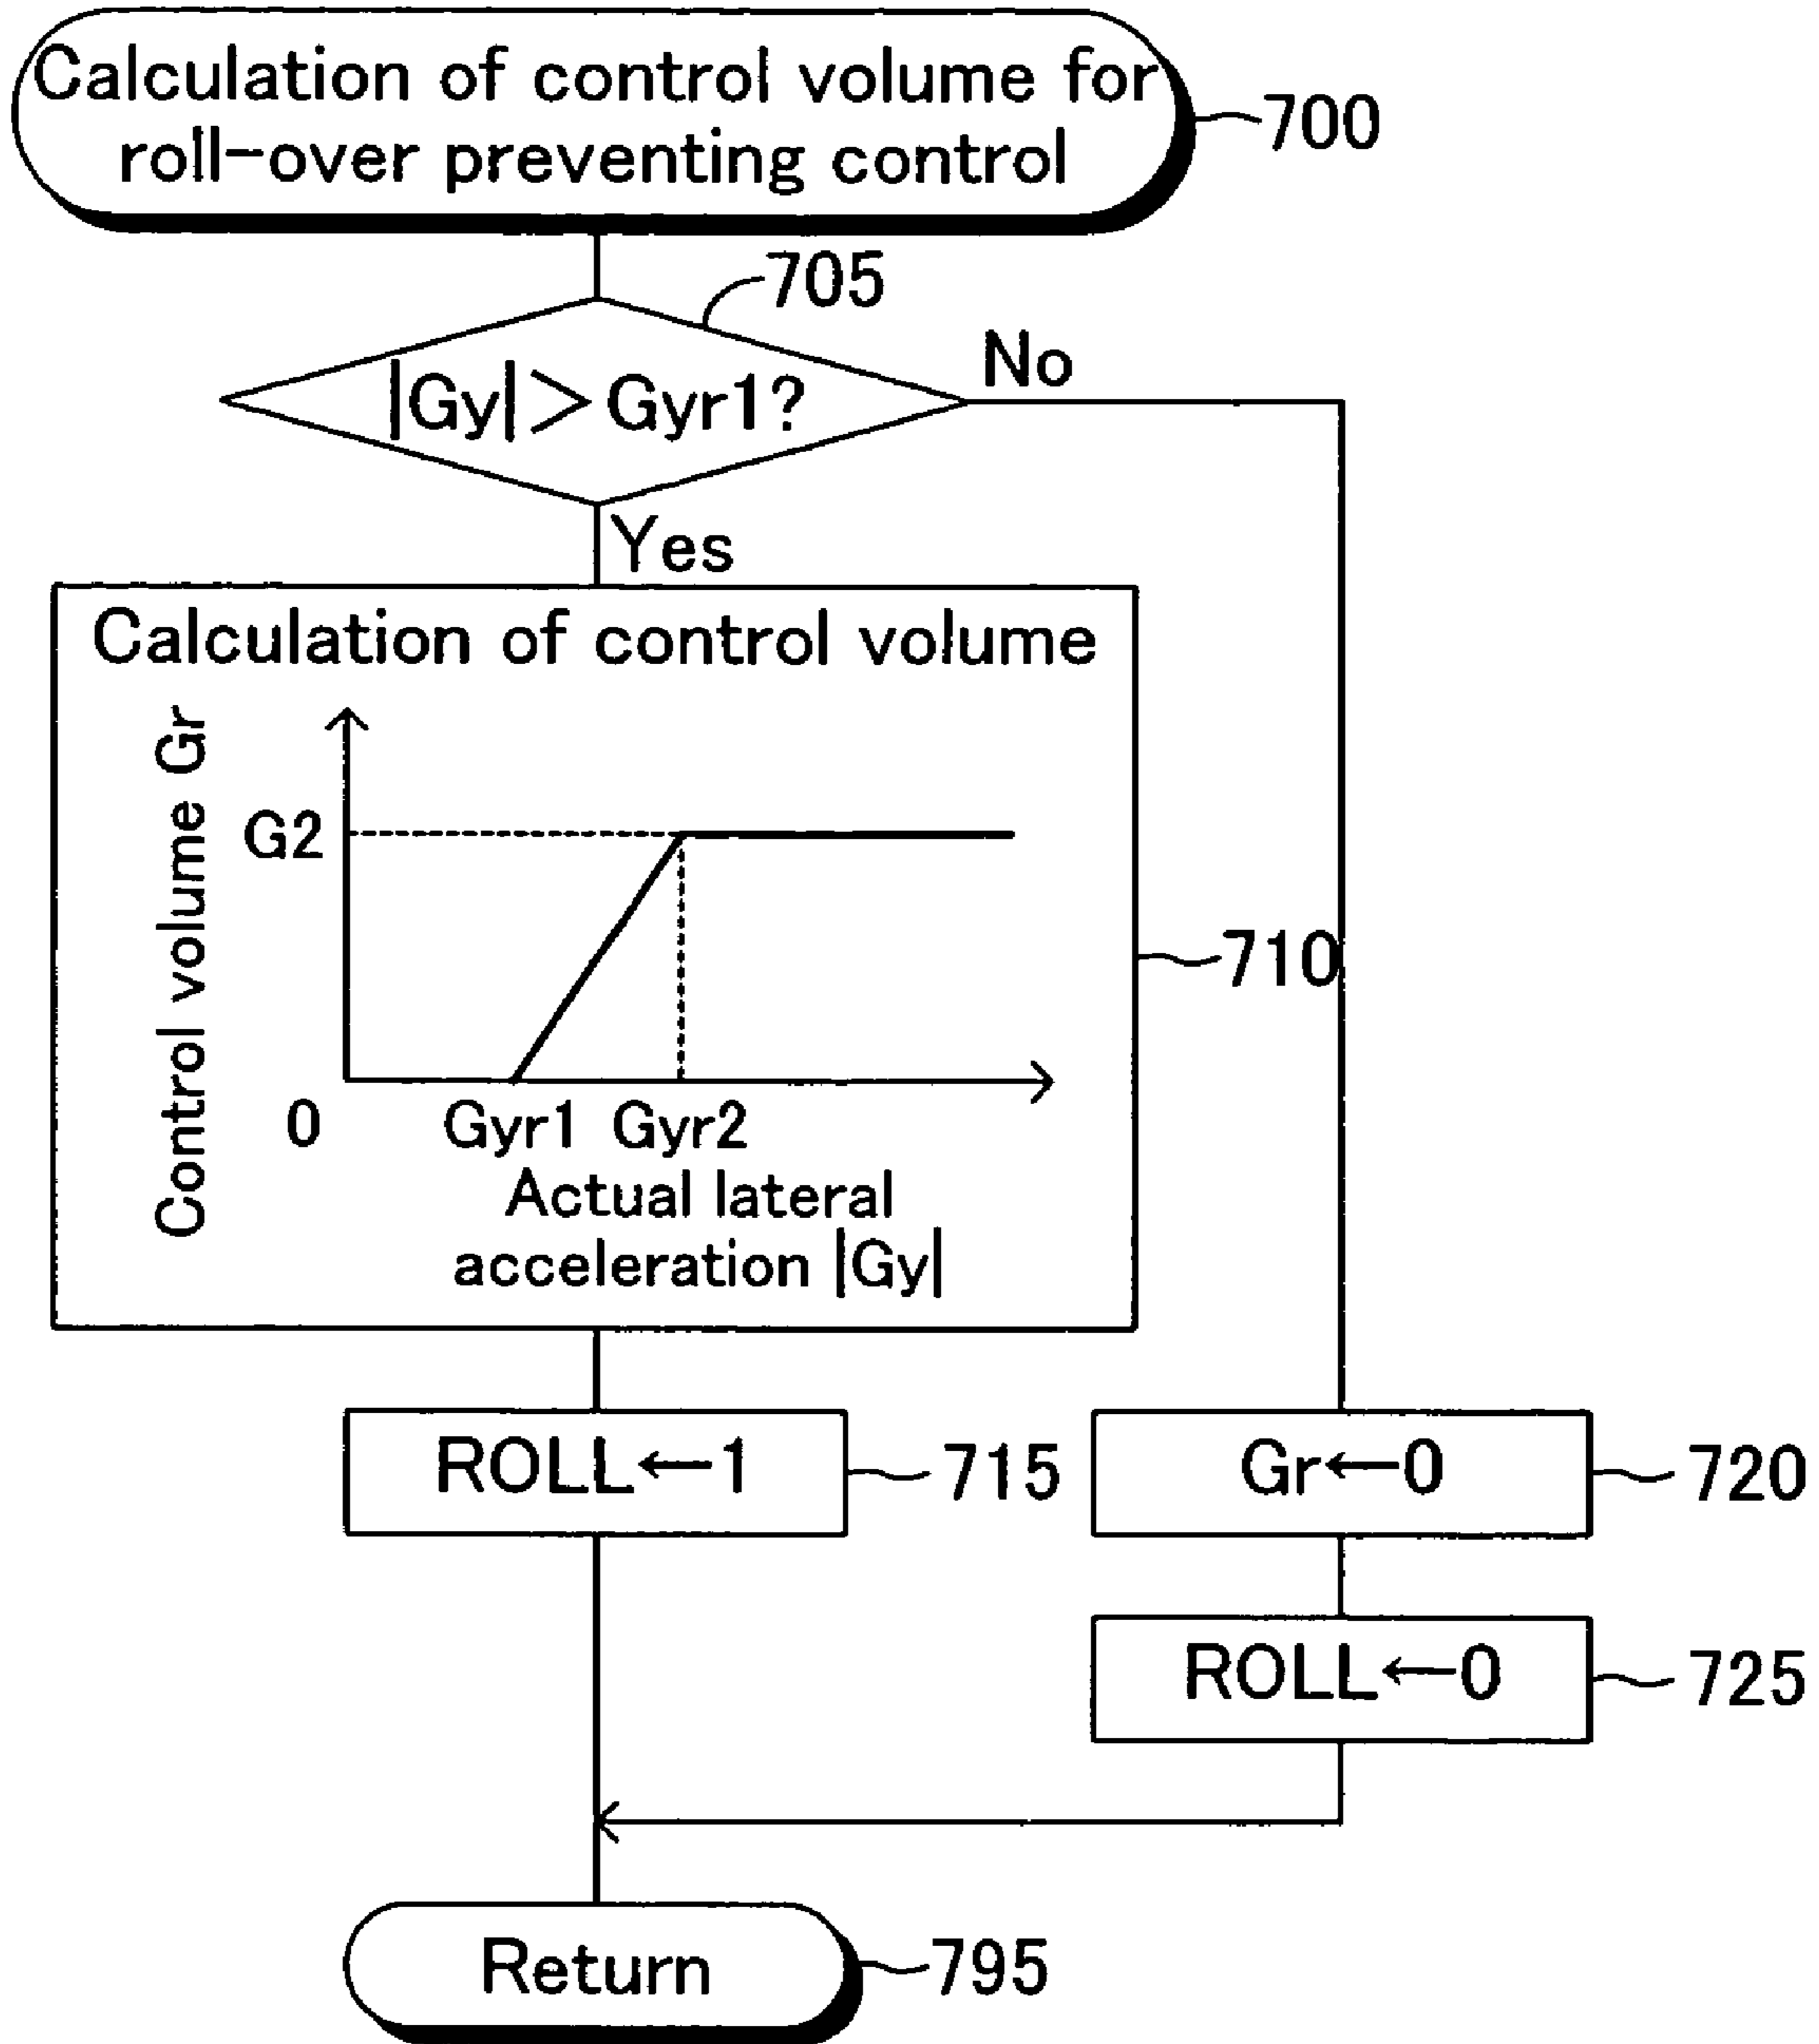 Calculation of control volume for
roll-over preventing control
700
705
|Gy|>Gyr1?
No
Yes
Calculation of control volume
Control volume Gr
G2
0
Gyr1 Gyr2
Actual lateral
acceleration |Gy|
710
ROLL←1
715
Gr←0
720
ROLL←0
725
Return
795